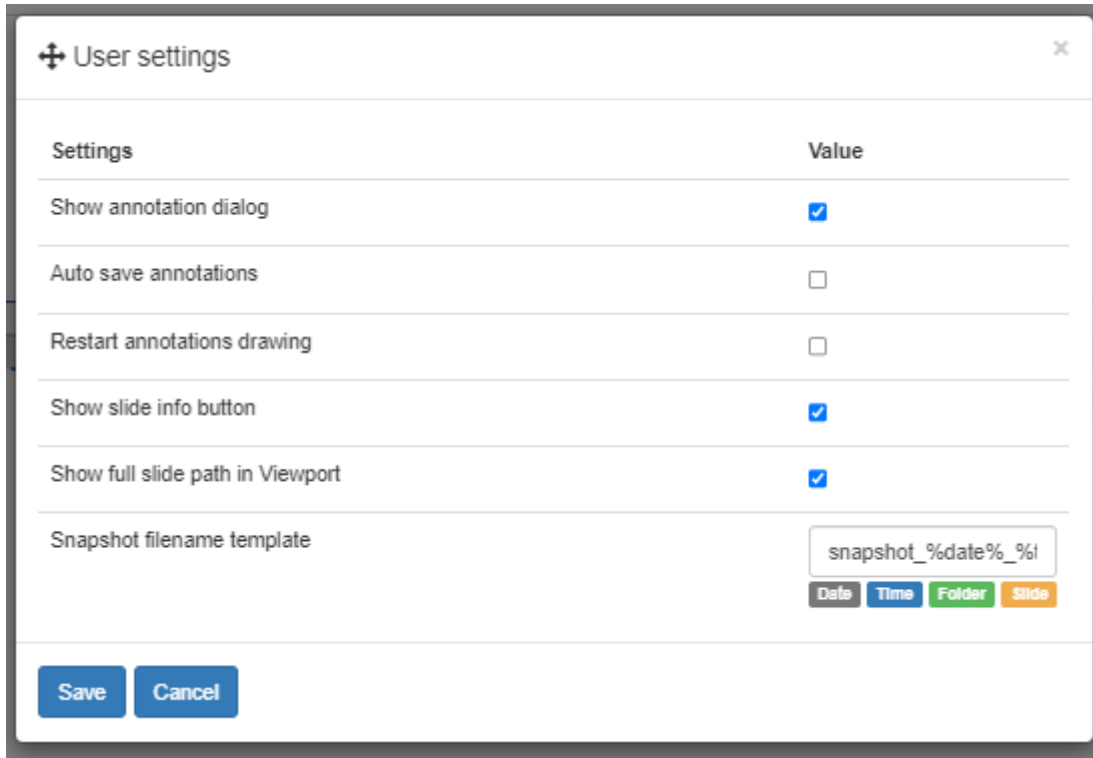 User settings
×
Settings Value
Show annotation dialog
Auto save annotations
Restart annotations drawing
Show slide info button
Show full slide path in Viewport
Snapshot filename template snapshot_%date%_%t
Date Time Folder Slide
Save Cancel